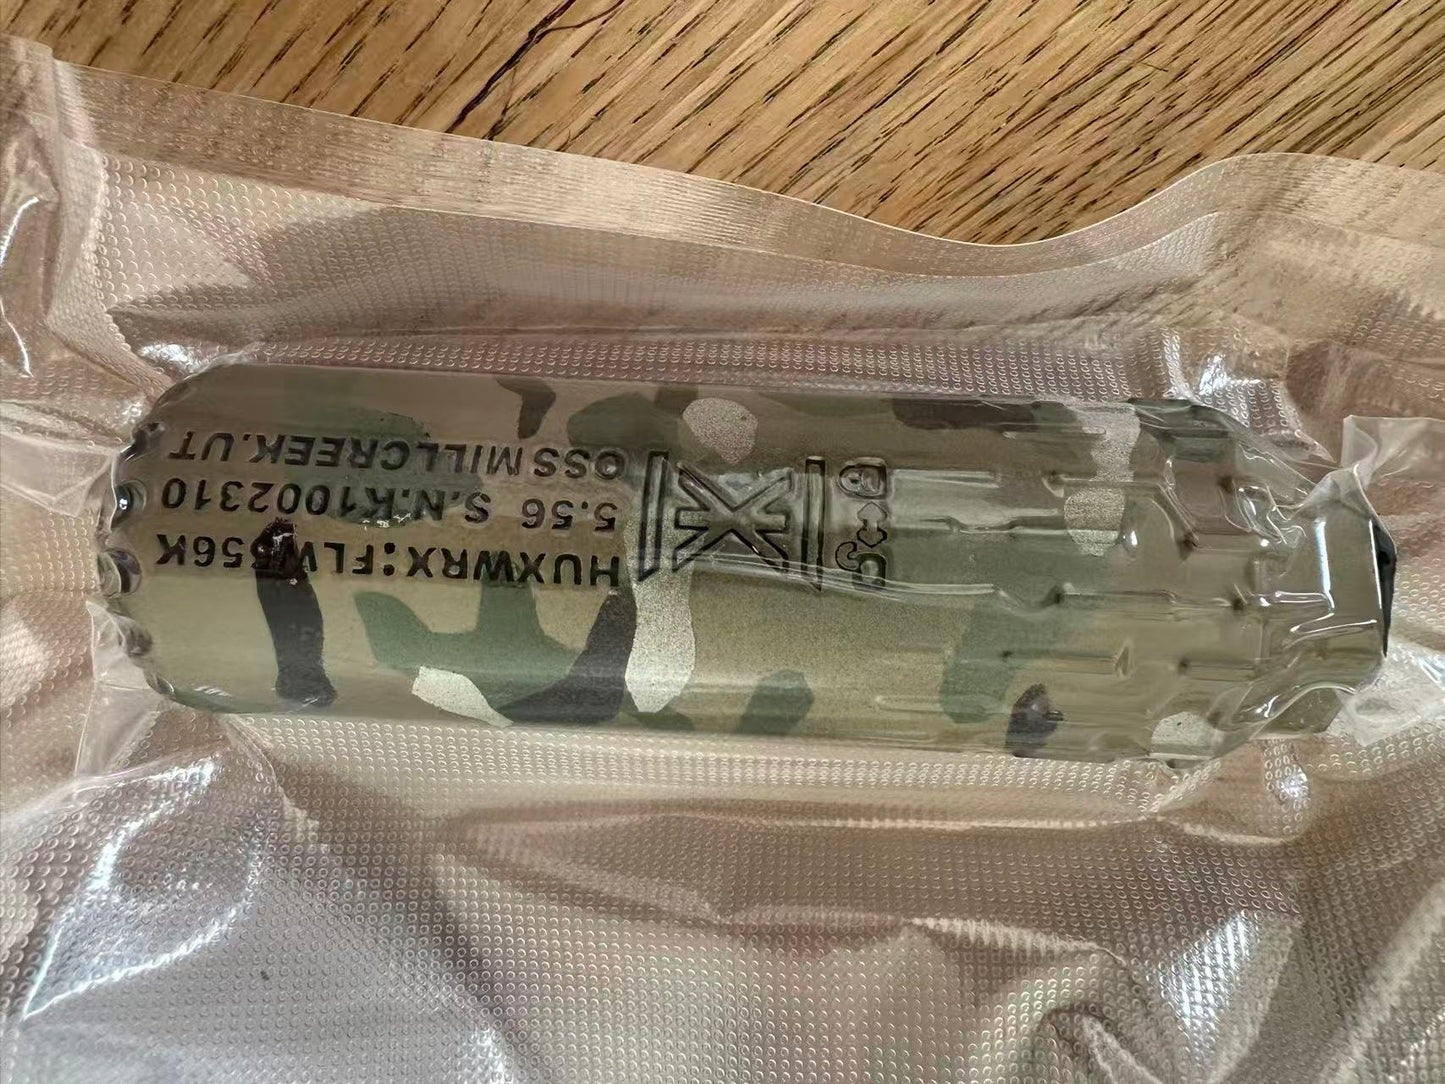 HUXWRX:FLW556K
5.56 S.N.K1002310
OSS MILLCREEK.UT